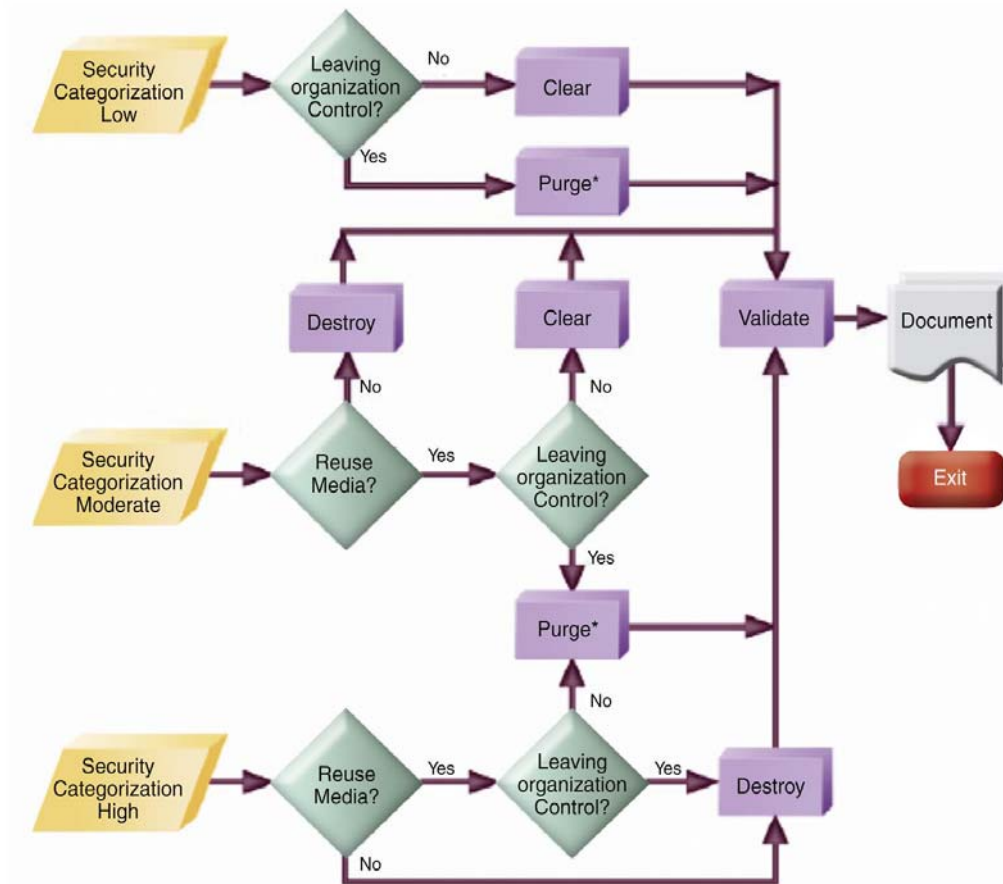 Security
Categorization
Low
Leaving
organization
Control?
No
Clear
Yes
Purge*
Destroy
Clear
Validate
Document
No
No
Security
Categorization
Moderate
Reuse
Media?
Yes
Leaving
organization
Control?
Exit
Yes
Purge*
No
Security
Categorization
High
Reuse
Media?
Yes
Leaving
organization
Control?
Yes
Destroy
No